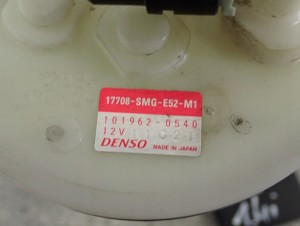 17708-SMG-E52-M1
101962-0540
12V
DENSO MADE IN JAPAN